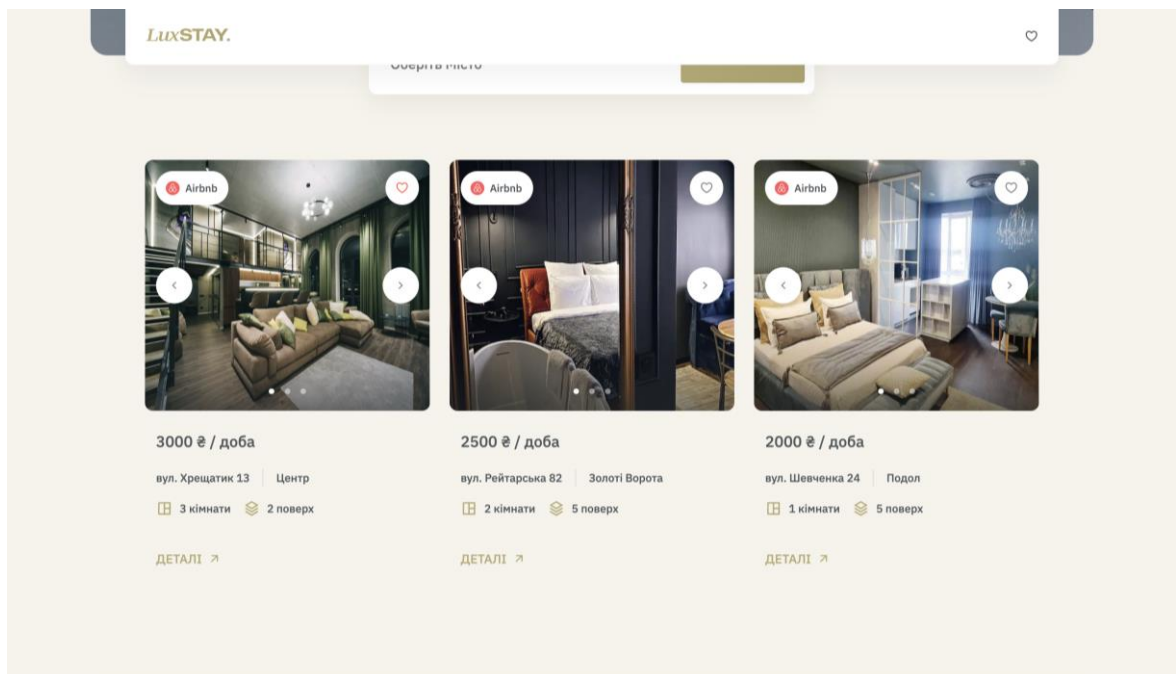 LuxSTAY.
Оберіть місто
Airbnb
Airbnb
Airbnb
3000 ₴ / доба
2500 ₴ / доба
2000 ₴ / доба
вул. Хрещатик 13 Центр
вул. Рейтарська 82 Золоті Ворота
вул. Шевченка 24 Подол
3 кімнати 2 поверх
2 кімнати 5 поверх
1 кімнати 5 поверх
ДЕТАЛІ
ДЕТАЛІ
ДЕТАЛІ